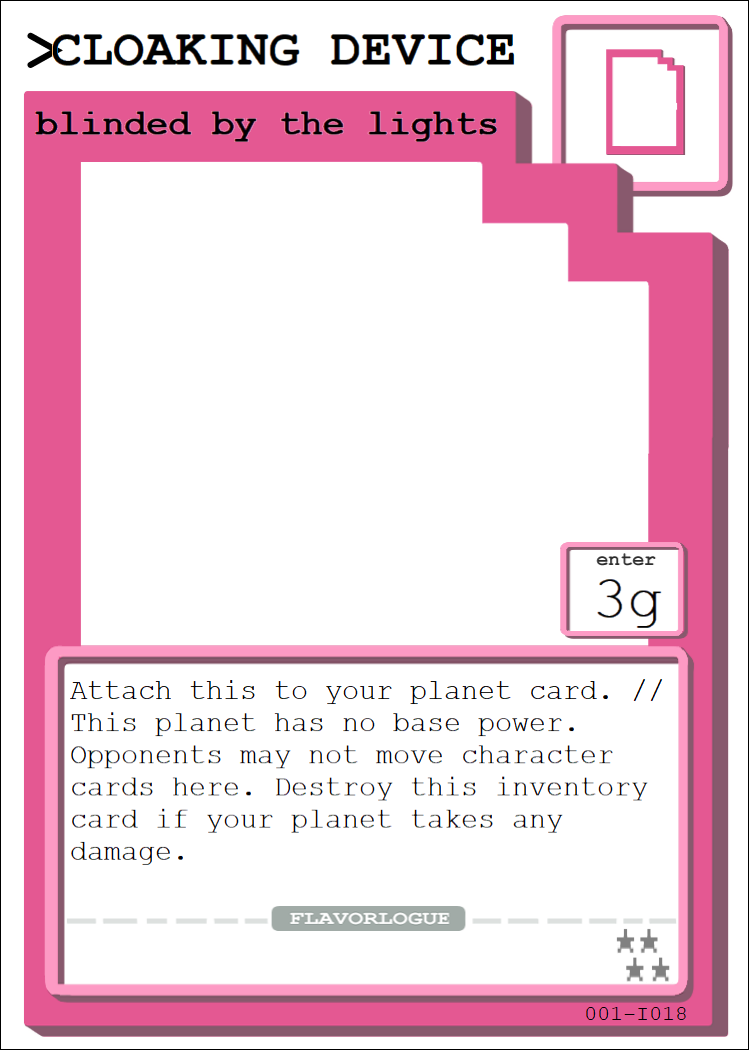 >CLOAKING DEVICE
blinded by the lights
enter
3g
Attach this to your planet card. //
This planet has no base power.
Opponents may not move character
cards here. Destroy this inventory
card if your planet takes any
damage.
FLAVORLOGUE
001-I018